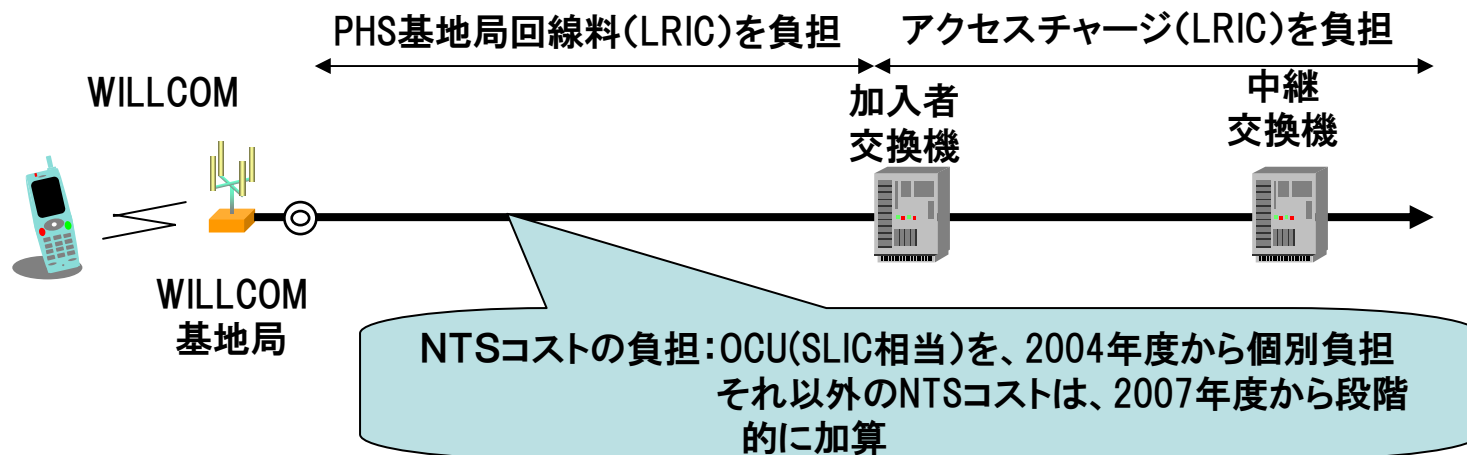 PHS基地局回線料(LRIC)を負担
アクセスチャージ(LRIC)を負担
WILLCOM
加入者
交換機
中継
交換機
WILLCOM
基地局
NTSコストの負担:OCU(SLIC相当)を、2004年度から個別負担
それ以外のNTSコストは、2007年度から段階
的に加算